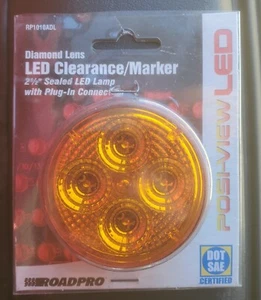 RP1010ADL
Diamond Lens
LED Clearance/Marker
2½" Sealed LED Lamp
with Plug-In Connect
POSI-VIEW LED
DOT
SAE
CERTIFIED
ROADPRO